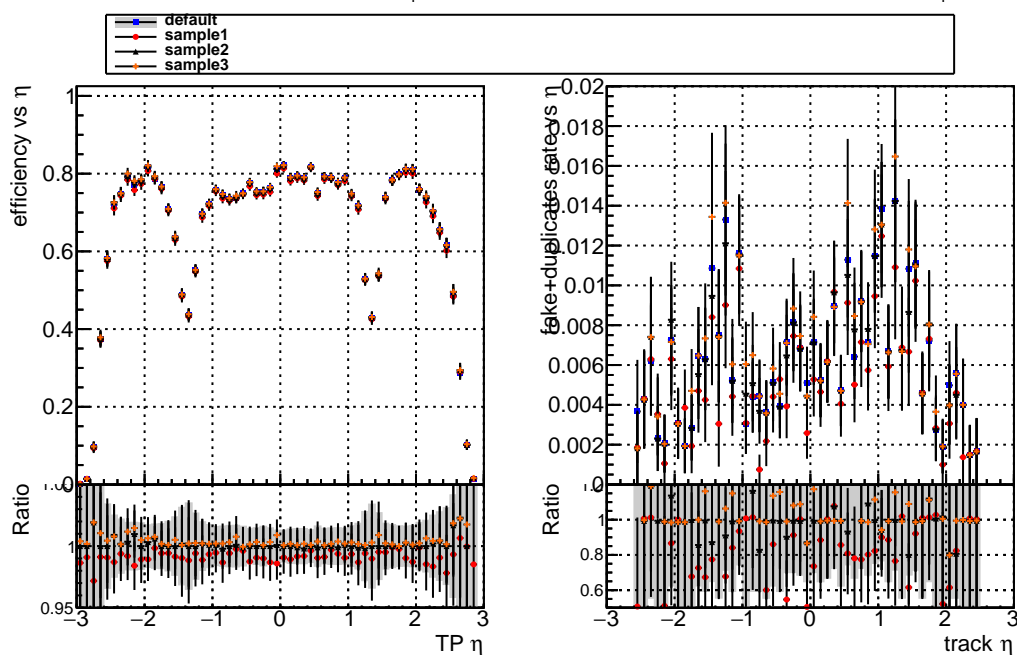 default
sample1
sample2
sample3
efficiency vs η
1
0.8
0.6
0.4
0.2
0
Ratio
1
0.95
−3 −2 −1 0 1 2 3
TP η
fake+duplicates rate vs η
0.02
0.018
0.016
0.014
0.012
0.01
0.008
0.006
0.004
0.002
0
Ratio
1
0.8
0.6
−3 −2 −1 0 1 2 3
track η